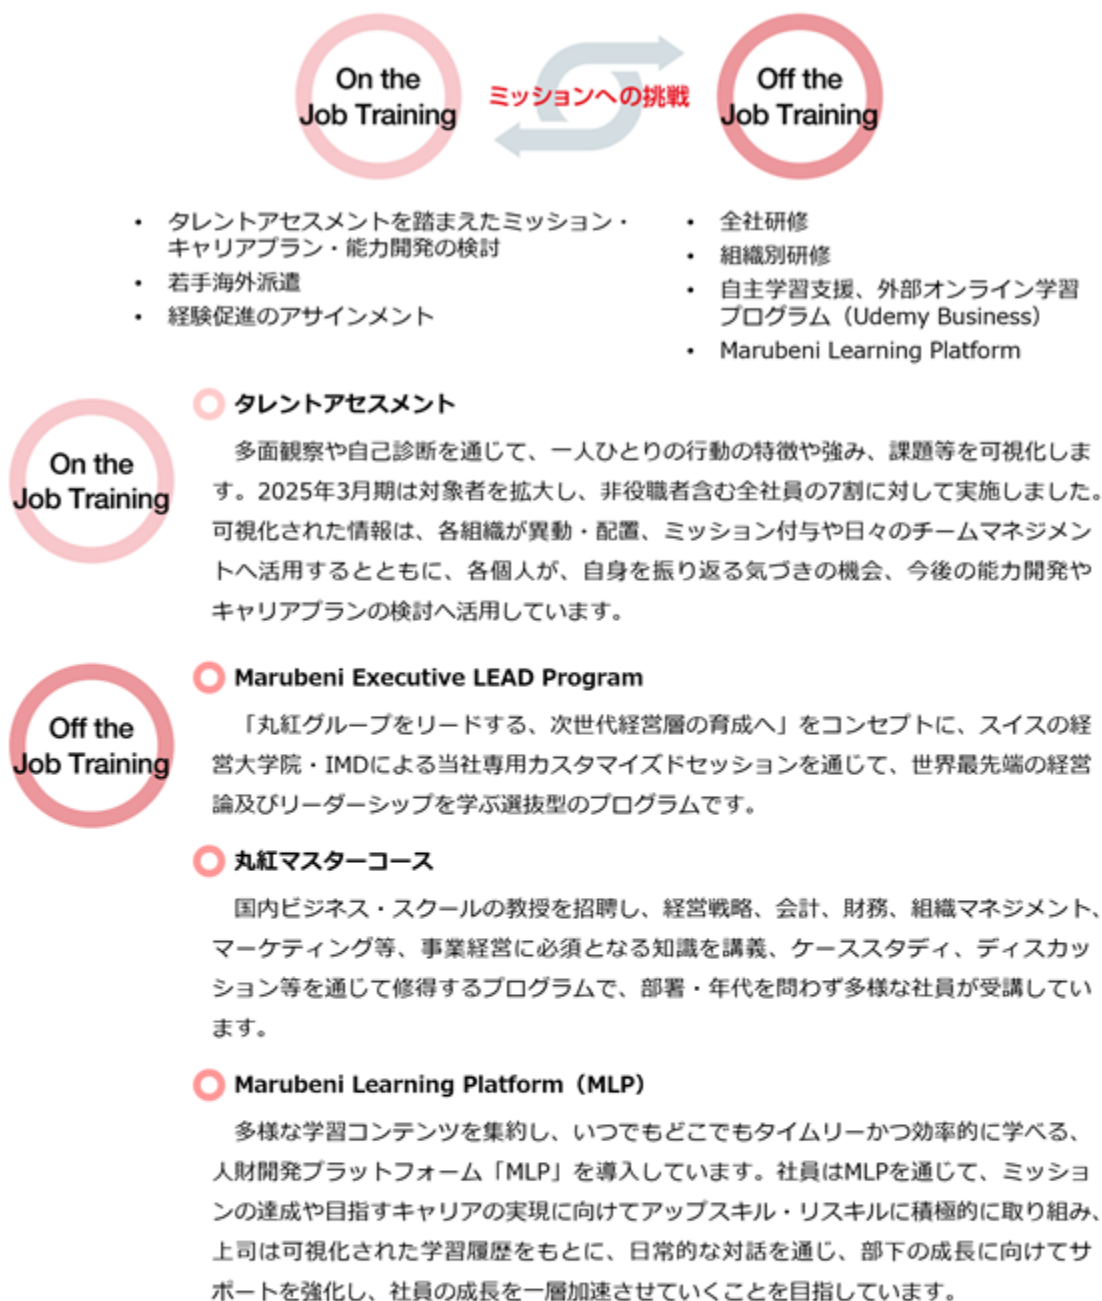 On the
Job Training
ミッションへの挑戦
Off the
Job Training
• タレントアセスメントを踏まえたミッション・
キャリアプラン・能力開発の検討
• 若手海外派遣
• 経験促進のアサインメント
• 全社研修
• 組織別研修
• 自主学習支援、外部オンライン学習
プログラム（Udemy Business）
• Marubeni Learning Platform
On the
Job Training
タレントアセスメント
多面観察や自己診断を通じて、一人ひとりの行動の特徴や強み、課題等を可視化しま
す。2025年3月期は対象者を拡大し、非役職者含む全社員の7割に対して実施しました。
可視化された情報は、各組織が異動・配置、ミッション付与や日々のチームマネジメン
トへ活用するとともに、各個人が、自身を振り返る気づきの機会、今後の能力開発や
キャリアプランの検討へ活用しています。
Off the
Job Training
Marubeni Executive LEAD Program
「丸紅グループをリードする、次世代経営層の育成へ」をコンセプトに、スイスの経
営大学院・IMDによる当社専用カスタマイズドセッションを通じて、世界最先端の経営
論及びリーダーシップを学ぶ選抜型のプログラムです。
丸紅マスターコース
国内ビジネス・スクールの教授を招聘し、経営戦略、会計、財務、組織マネジメント、
マーケティング等、事業経営に必須となる知識を講義、ケーススタディ、ディスカッ
ション等を通じて修得するプログラムで、部署・年代を問わず多様な社員が受講してい
ます。
Marubeni Learning Platform（MLP）
多様な学習コンテンツを集約し、いつでもどこでもタイムリーかつ効率的に学べる、
人財開発プラットフォーム「MLP」を導入しています。社員はMLPを通じて、ミッショ
ンの達成や目指すキャリアの実現に向けてアップスキル・リスキルに積極的に取り組み、
上司は可視化された学習履歴をもとに、日常的な対話を通じ、部下の成長に向けてサ
ポートを強化し、社員の成長を一層加速させていくことを目指しています。